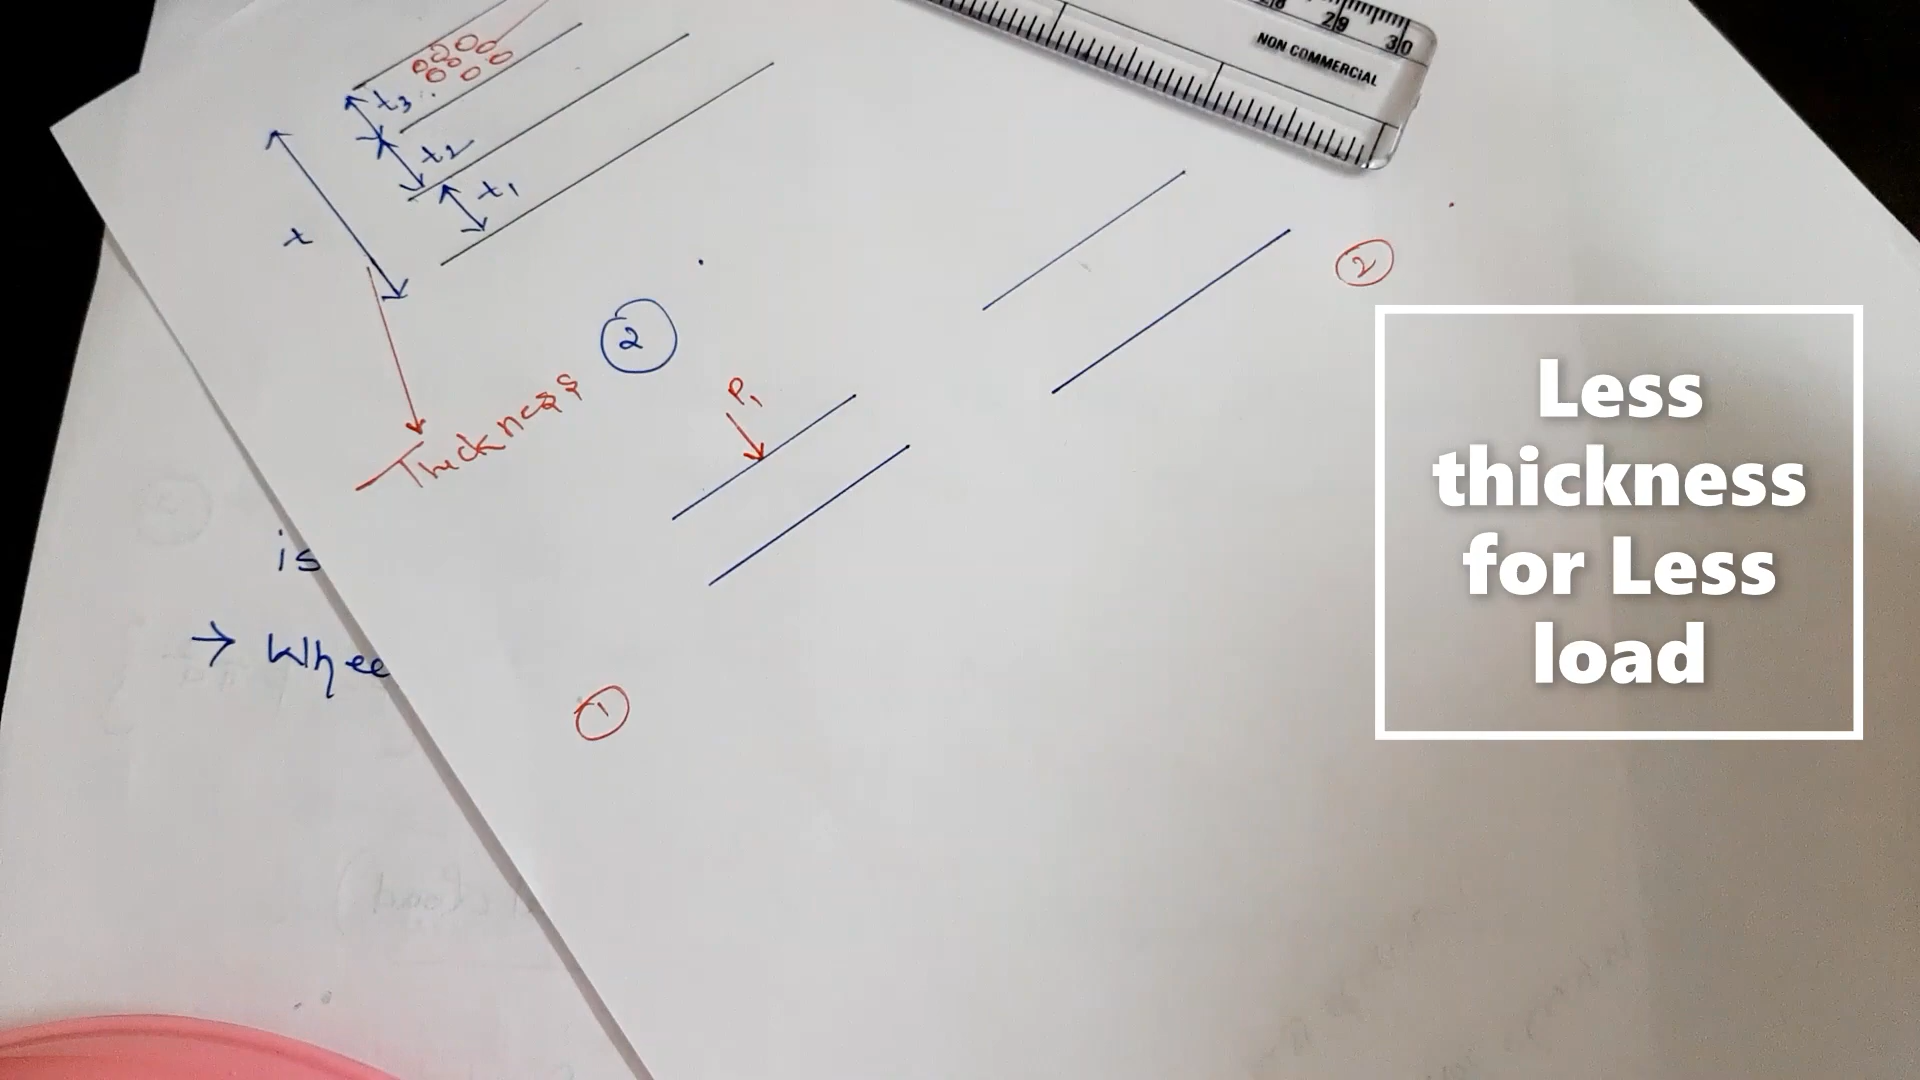 28 29 30
NON COMMERCIAL
t3
t2
t1
t
2
Thickness
2
P1
1
is
→ Whee
Less
thickness
for Less
load